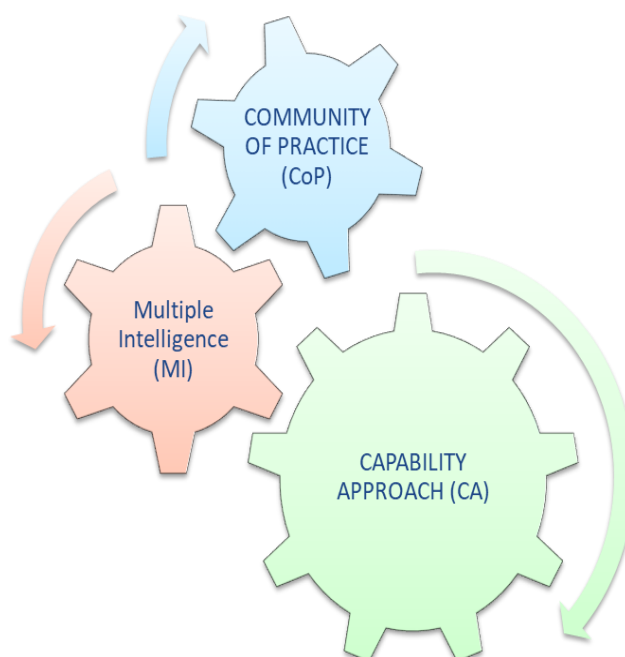 COMMUNITY
OF PRACTICE
(CoP)
Multiple
Intelligence
(MI)
CAPABILITY
APPROACH (CA)